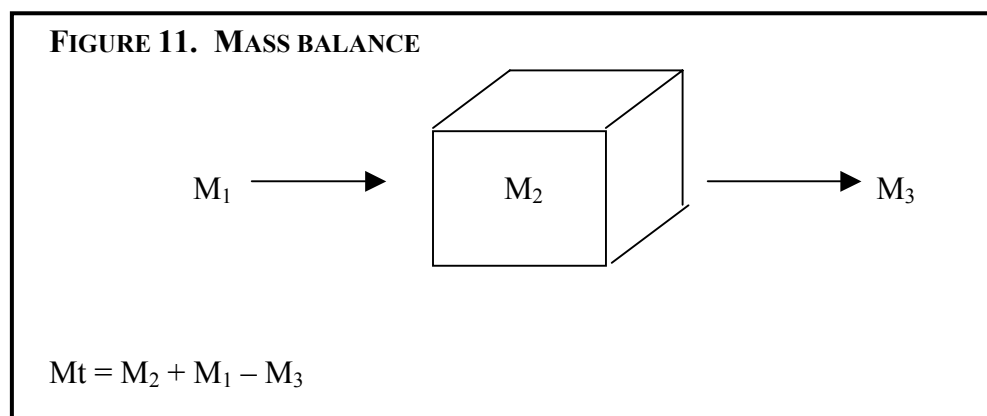 FIGURE 11. MASS BALANCE
M₁ M₂ M₃
Mt = M₂ + M₁ – M₃